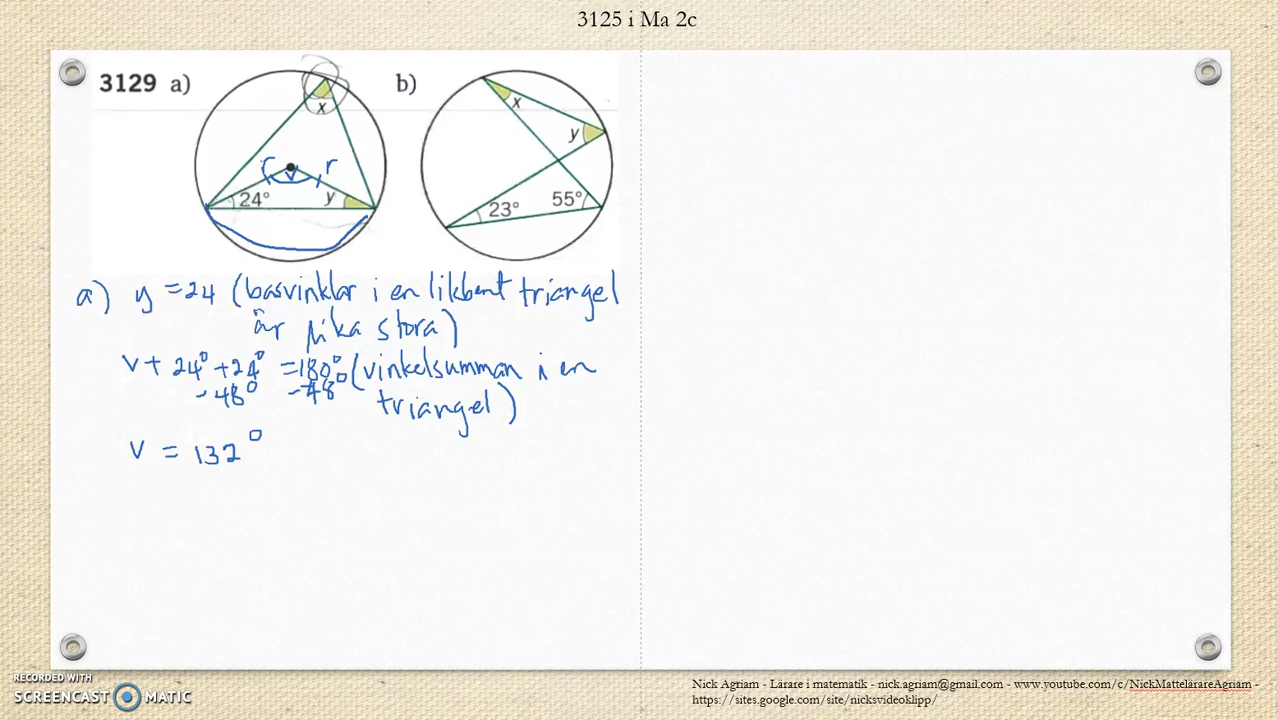 3125 i Ma 2c
3129 a)
b)
x
x
y
v
r
24°
y
55°
23°
a) y = 24 (basvinklar i en likbent triangel
är lika stora)
v + 24° + 24° = 180° (vinkelsumman i en
- 48° - 48° triangel)
v = 132°
RECORDED WITH
SCREENCAST MATIC
Nick Agriam - Lärare i matematik - nick.agriam@gmail.com - www.youtube.com/c/NickMattelärareAgriam -
https://sites.google.com/site/nicksvideoklipp/